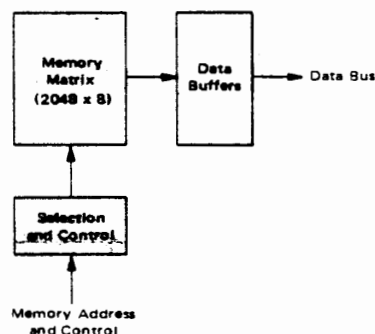 Memory
Matrix
(2048 x 8)
Data
Buffers
Data Bus
Selection
and Control
Memory Address
and Control